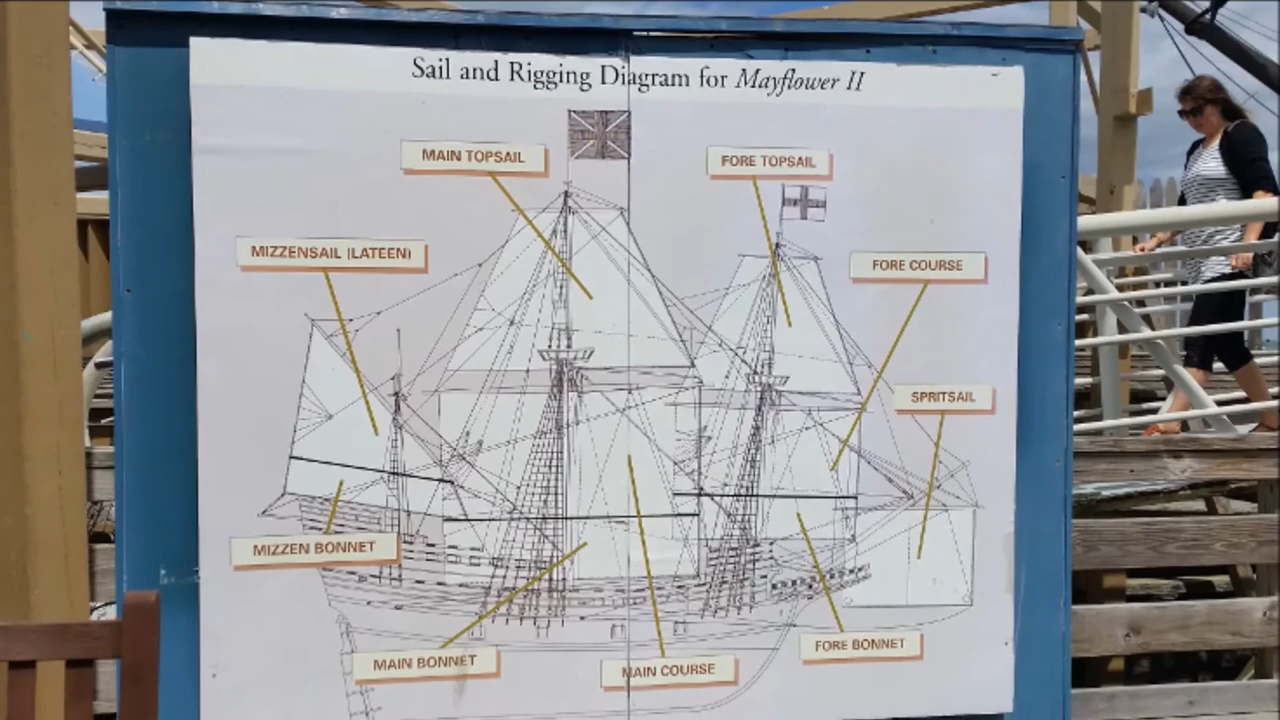 Sail and Rigging Diagram for Mayflower II
MAIN TOPSAIL
FORE TOPSAIL
MIZZENSAIL (LATEEN)
FORE COURSE
SPRITSAIL
MIZZEN BONNET
MAIN BONNET
MAIN COURSE
FORE BONNET